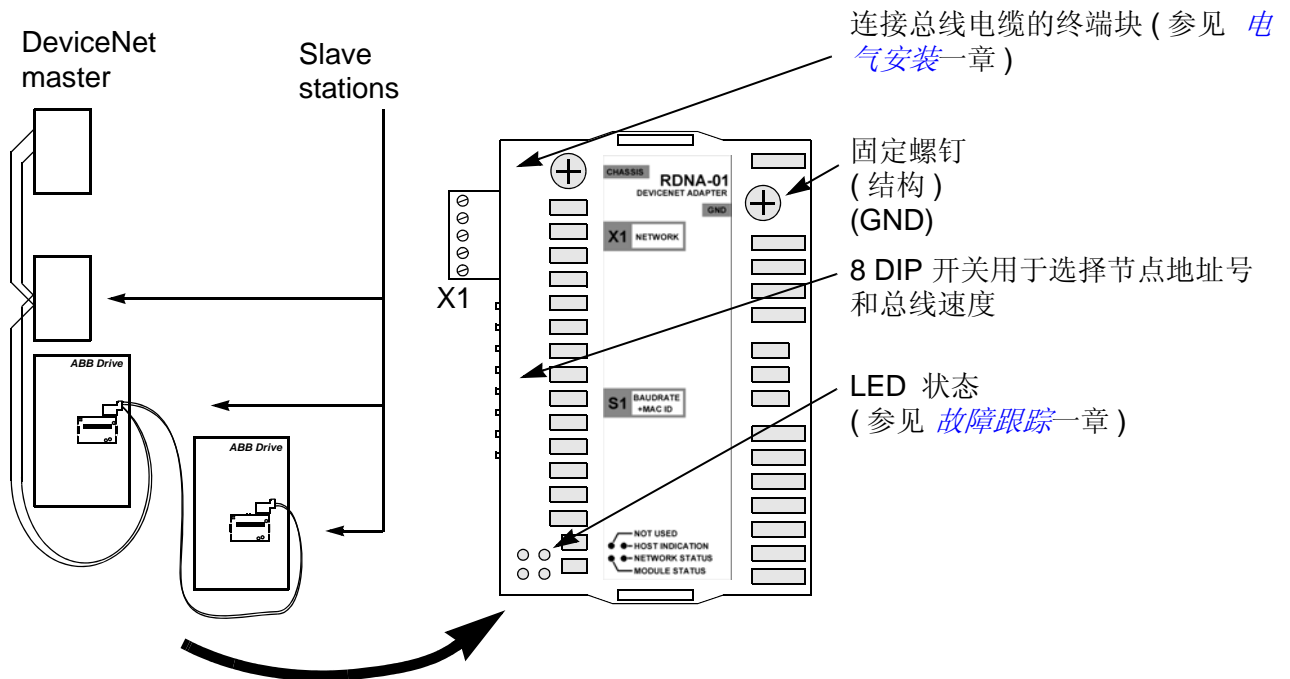 DeviceNet
master
Slave
stations
ABB Drive
ABB Drive
X1
CHASSIS
RDNA-01
DEVICENET ADAPTER
GND
X1 NETWORK
S1 BAUDRATE
+MAC ID
NOT USED
HOST INDICATION
NETWORK STATUS
MODULE STATUS
连接总线电缆的终端块 ( 参见 电
气安装一章 )
固定螺钉
( 结构 )
(GND)
8 DIP 开关用于选择节点地址号
和总线速度
LED 状态
( 参见 故障跟踪一章 )